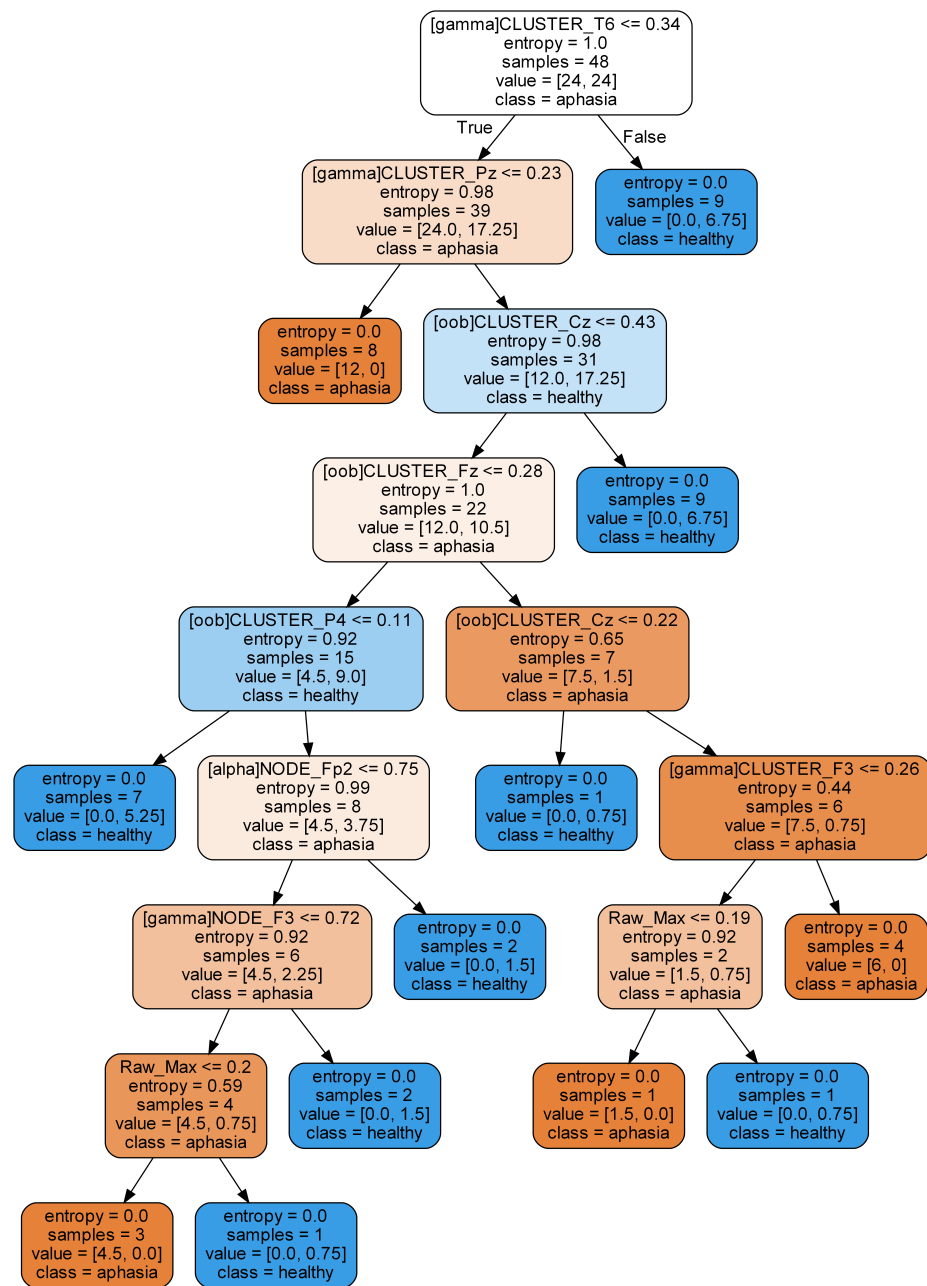 [gamma]CLUSTER_T6 <= 0.34
entropy = 1.0
samples = 48
value = [24, 24]
class = aphasia
True
False
[gamma]CLUSTER_Pz <= 0.23
entropy = 0.98
samples = 39
value = [24.0, 17.25]
class = aphasia
entropy = 0.0
samples = 9
value = [0.0, 6.75]
class = healthy
entropy = 0.0
samples = 8
value = [12, 0]
class = aphasia
[oob]CLUSTER_Cz <= 0.43
entropy = 0.98
samples = 31
value = [12.0, 17.25]
class = healthy
[oob]CLUSTER_Fz <= 0.28
entropy = 1.0
samples = 22
value = [12.0, 10.5]
class = aphasia
entropy = 0.0
samples = 9
value = [0.0, 6.75]
class = healthy
[oob]CLUSTER_P4 <= 0.11
entropy = 0.92
samples = 15
value = [4.5, 9.0]
class = healthy
[oob]CLUSTER_Cz <= 0.22
entropy = 0.65
samples = 7
value = [7.5, 1.5]
class = aphasia
entropy = 0.0
samples = 7
value = [0.0, 5.25]
class = healthy
[alpha]NODE_Fp2 <= 0.75
entropy = 0.99
samples = 8
value = [4.5, 3.75]
class = aphasia
entropy = 0.0
samples = 1
value = [0.0, 0.75]
class = healthy
[gamma]CLUSTER_F3 <= 0.26
entropy = 0.44
samples = 6
value = [7.5, 0.75]
class = aphasia
[gamma]NODE_F3 <= 0.72
entropy = 0.92
samples = 6
value = [4.5, 2.25]
class = aphasia
entropy = 0.0
samples = 2
value = [0.0, 1.5]
class = healthy
Raw_Max <= 0.19
entropy = 0.92
samples = 2
value = [1.5, 0.75]
class = aphasia
entropy = 0.0
samples = 4
value = [6, 0]
class = aphasia
Raw_Max <= 0.2
entropy = 0.59
samples = 4
value = [4.5, 0.75]
class = aphasia
entropy = 0.0
samples = 2
value = [0.0, 1.5]
class = healthy
entropy = 0.0
samples = 1
value = [1.5, 0.0]
class = aphasia
entropy = 0.0
samples = 1
value = [0.0, 0.75]
class = healthy
entropy = 0.0
samples = 3
value = [4.5, 0.0]
class = aphasia
entropy = 0.0
samples = 1
value = [0.0, 0.75]
class = healthy